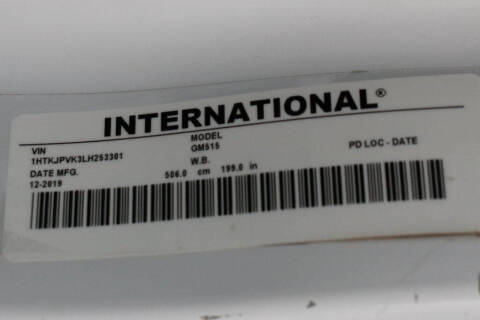 INTERNATIONAL®
VIN MODEL
1HTKJPVK3LH253301 GM515 PD LOC - DATE
DATE MFG. W.B.
12-2019 506.0 cm 199.0 in